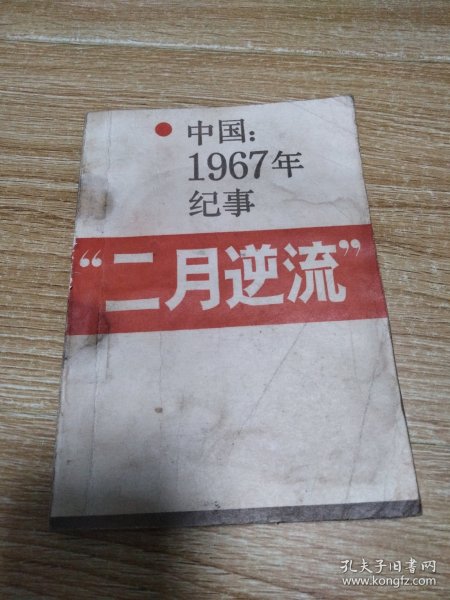 中国：
1967年
纪事
“二月逆流”
孔夫子旧书网
www.kongfz.com